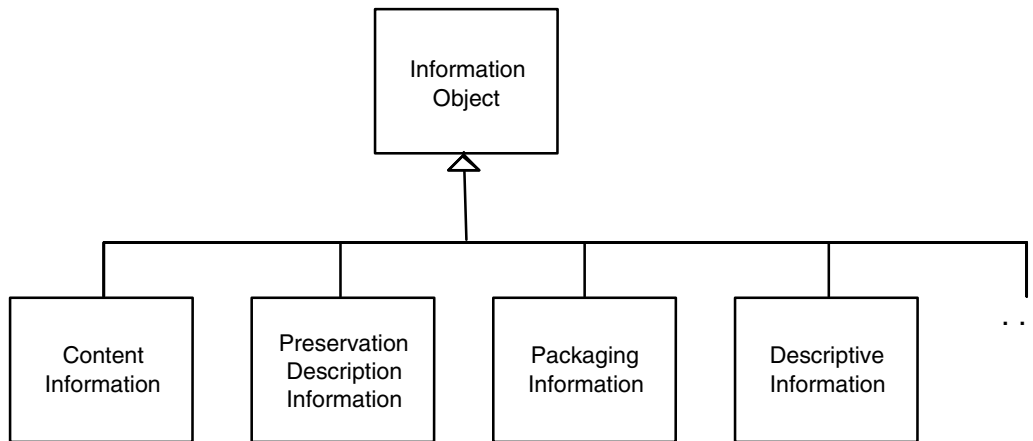 Information
Object
Content
Information
Preservation
Description
Information
Packaging
Information
Descriptive
Information
. .